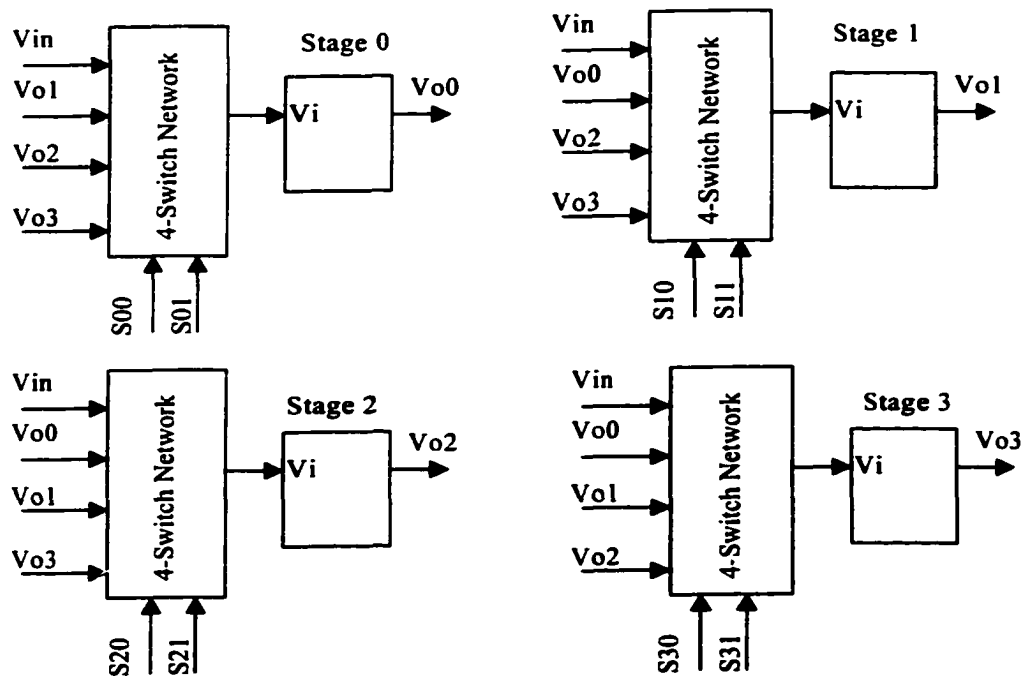 Vin
Vo1
Vo2
Vo3
4-Switch Network
S00
S01
Stage 0
Vi
Vo0
Vin
Vo0
Vo2
Vo3
4-Switch Network
S10
S11
Stage 1
Vi
Vo1
Vin
Vo0
Vo1
Vo3
4-Switch Network
S20
S21
Stage 2
Vi
Vo2
Vin
Vo0
Vo1
Vo2
4-Switch Network
S30
S31
Stage 3
Vi
Vo3